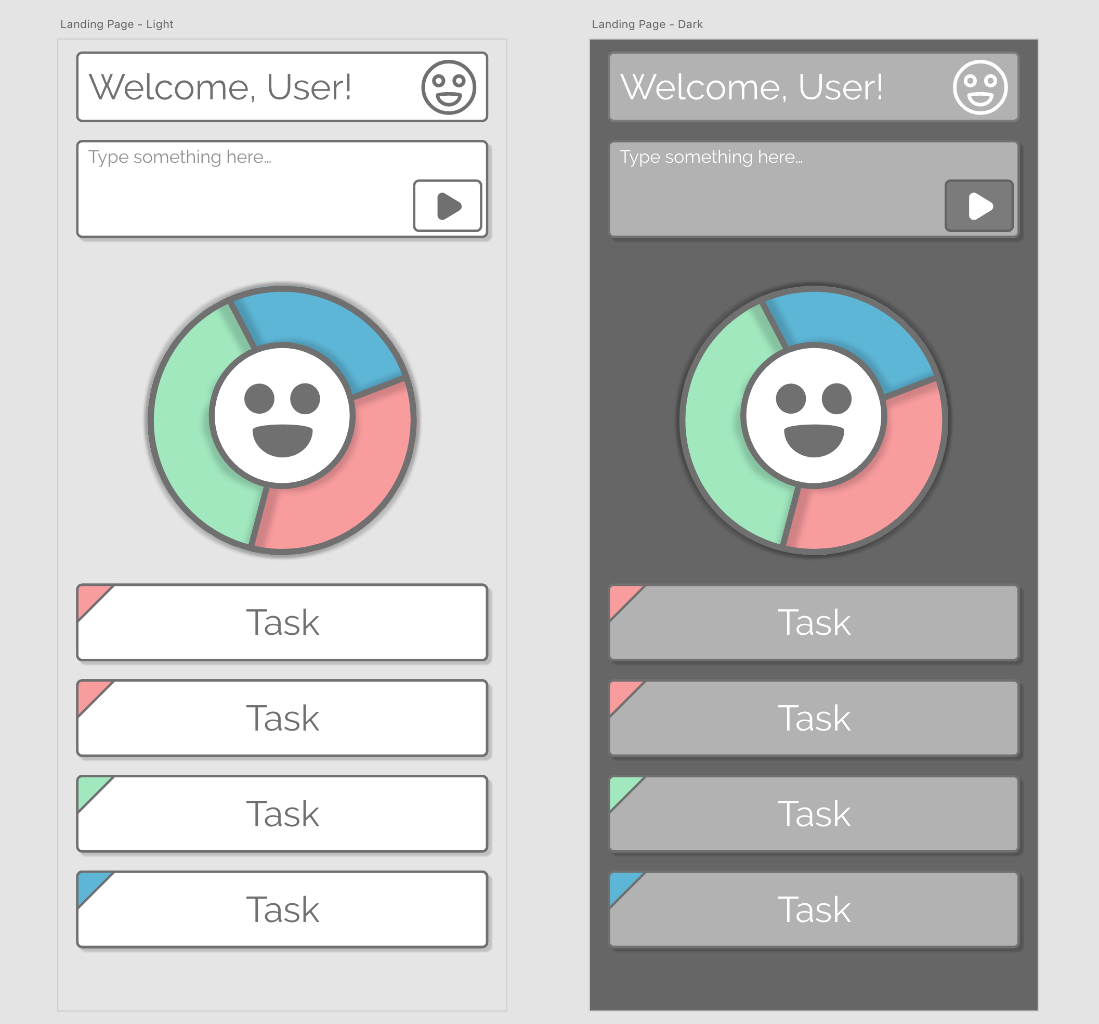 Landing Page - Light
Welcome, User!
Type something here...
Task
Task
Task
Task
Landing Page - Dark
Welcome, User!
Type something here...
Task
Task
Task
Task